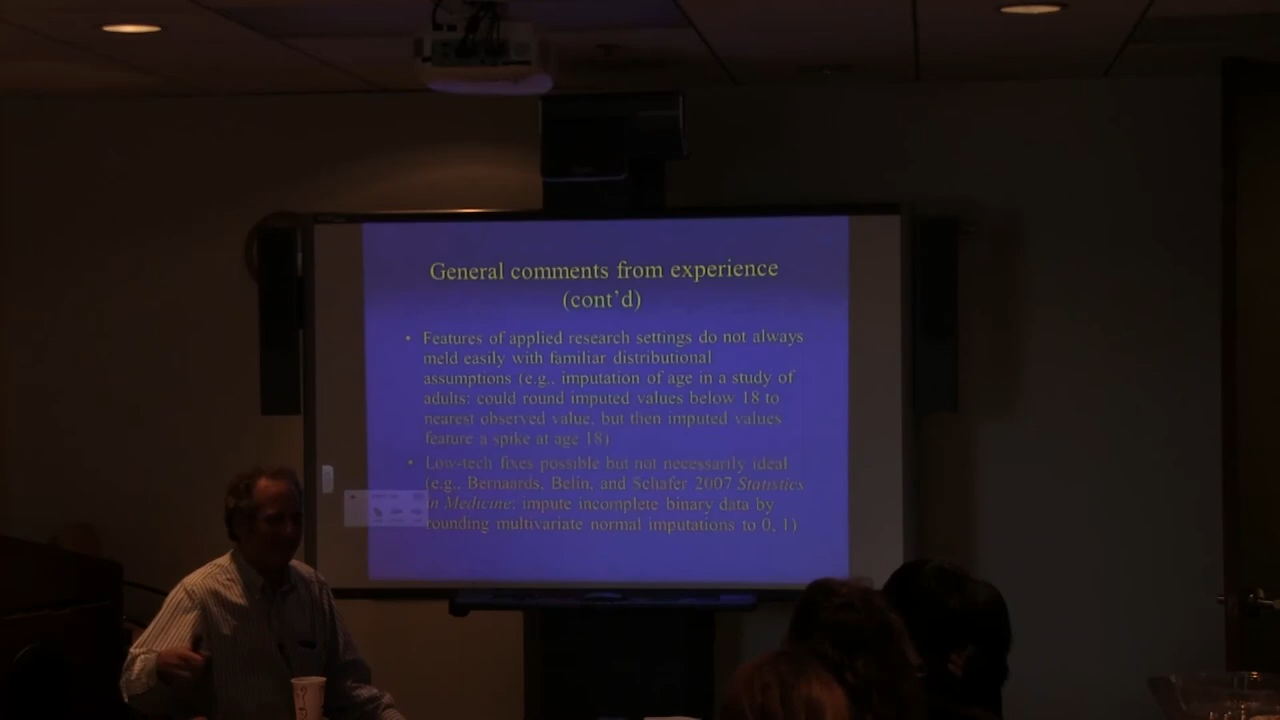 General comments from experience
(cont'd)
• Features of applied research settings do not always
meld easily with familiar distributional
assumptions (e.g., imputation of age in a study of
adults: could round imputed values below 18 to
nearest observed value, but then imputed values
feature a spike at age 18)
• Low-tech fixes possible but not necessarily ideal
(e.g., Bernaards, Belin, and Schafer 2007 Statistics
in Medicine: impute incomplete binary data by
rounding multivariate normal imputations to 0, 1)